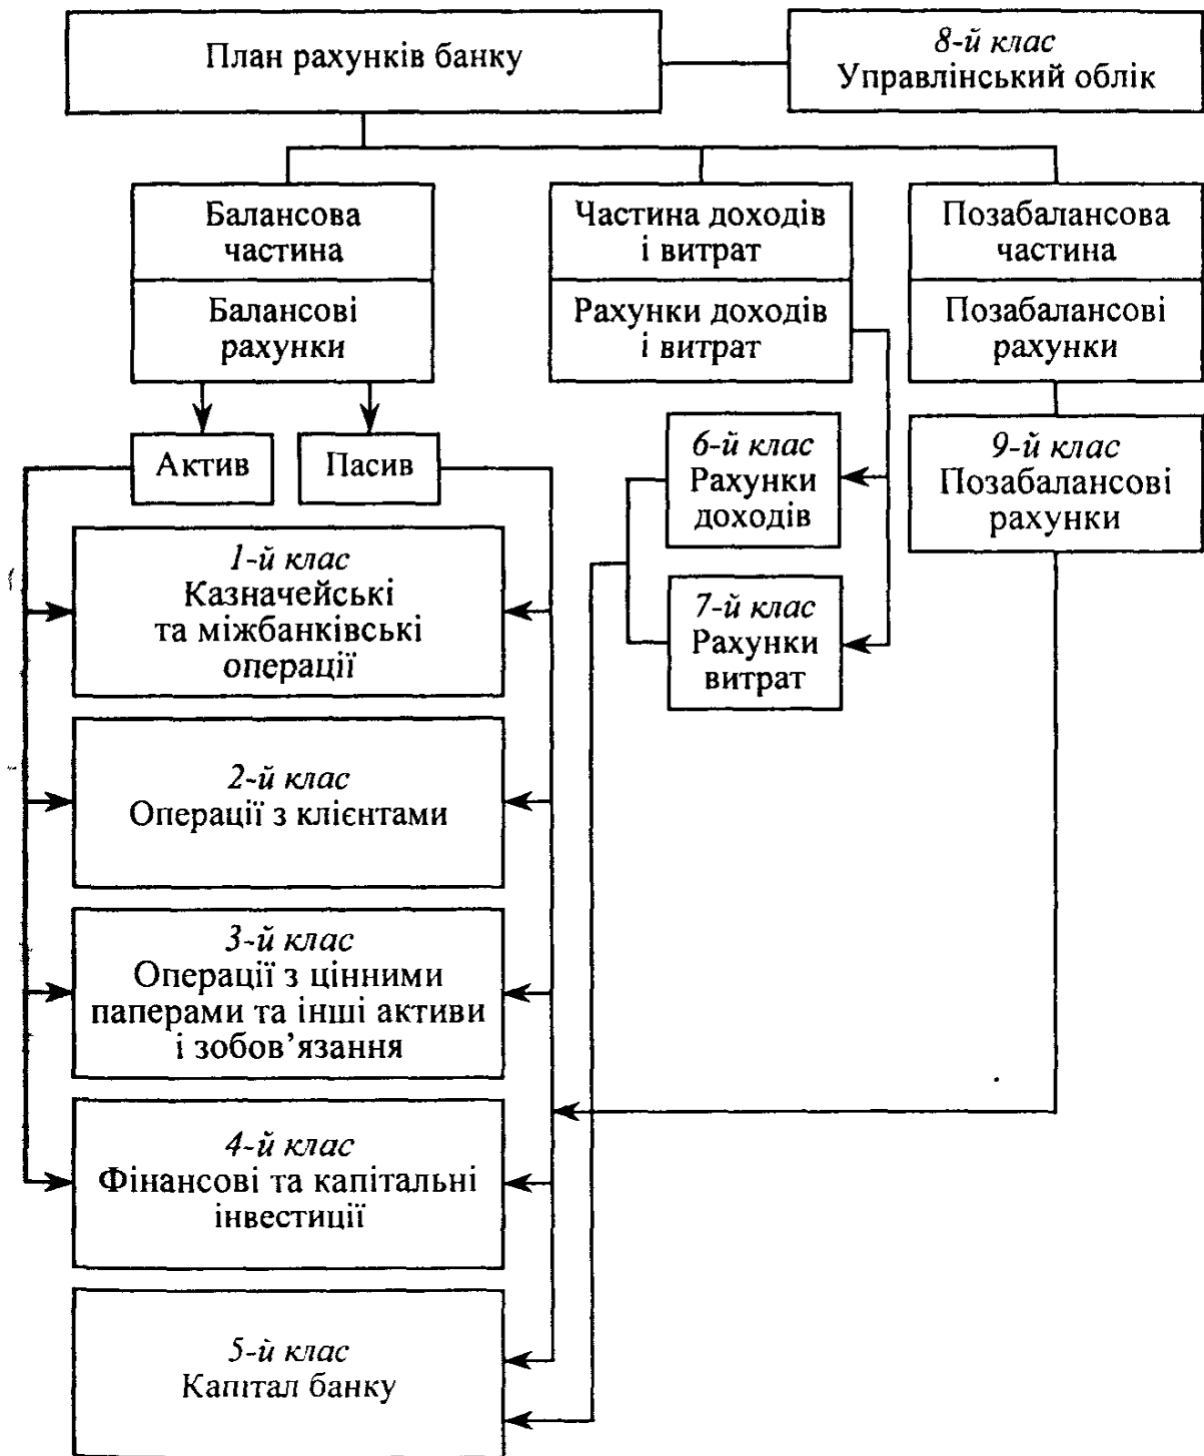 План рахунків банку
8-й клас
Управлінський облік
Балансова
частина
Частина доходів
і витрат
Позабалансова
частина
Балансові
рахунки
Рахунки доходів
і витрат
Позабалансові
рахунки
Актив
Пасив
6-й клас
Рахунки
доходів
9-й клас
Позабалансові
рахунки
1-й клас
Казначейські
та міжбанківські
операції
7-й клас
Рахунки
витрат
2-й клас
Операції з клієнтами
3-й клас
Операції з цінними
паперами та інші активи
і зобов’язання
4-й клас
Фінансові та капітальні
інвестиції
5-й клас
Капітал банку